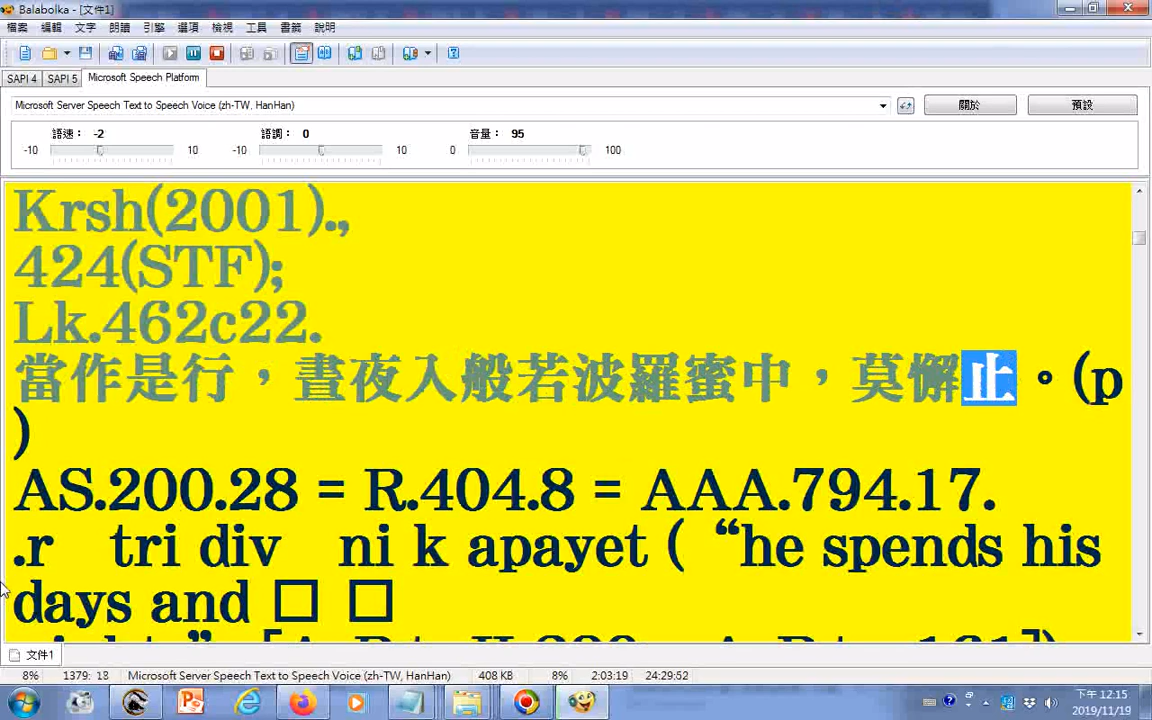 Balabolka - [文件1]
檔案 編輯 文字 朗讀 引擎 選項 檢視 工具 書籤 說明
SAPI 4 SAPI 5 Microsoft Speech Platform
Microsoft Server Speech Text to Speech Voice (zh-TW, HanHan) 關於 預設
語速： -2 語調： 0 音量： 95
-10 10 -10 10 0 100
Krsh(2001).,
424(STF);
Lk.462c22.
當作是行，晝夜入般若波羅蜜中，莫懈止。(p
)
AS.200.28 = R.404.8 = AAA.794.17.
.r tri div ni k apayet ( “he spends his
days and □ □
文件1
8% 1379: 18 Microsoft Server Speech Text to Speech Voice (zh-TW, HanHan) 408 KB 8% 2:03:19 24:29:52
下午 12:15
2019/11/19